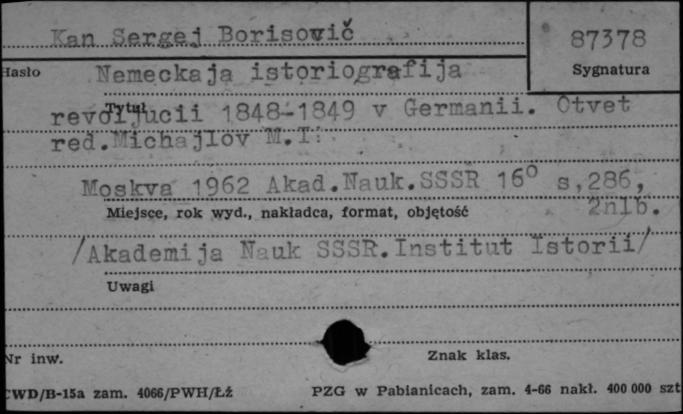 Kan Sergej Borisovič
87378
Hasło
Nemeckaja istoriografija
Sygnatura
Tytuł
revoljucii 1848-1849 v Germanii. Otvet
red.Michajlov M.I.
Moskva 1962 Akad.Nauk.SSSR 16° s,286,
Miejsce, rok wyd., nakładca, format, objętość
2nlb.
/Akademija Nauk SSSR.Institut Istorii/
Uwagi
Nr inw.
Znak klas.
CWD/B-15a zam. 4066/PWH/Łź
PZG w Pabianicach, zam. 4-66 nakł. 400 000 szt